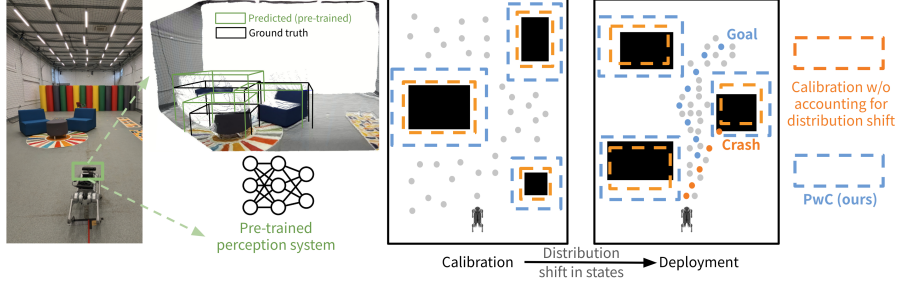 Predicted (pre-trained)
Ground truth
Pre-trained
perception system
Goal
Crash
Calibration w/o
accounting for
distribution shift
PwC (ours)
Calibration
Distribution
shift in states
Deployment